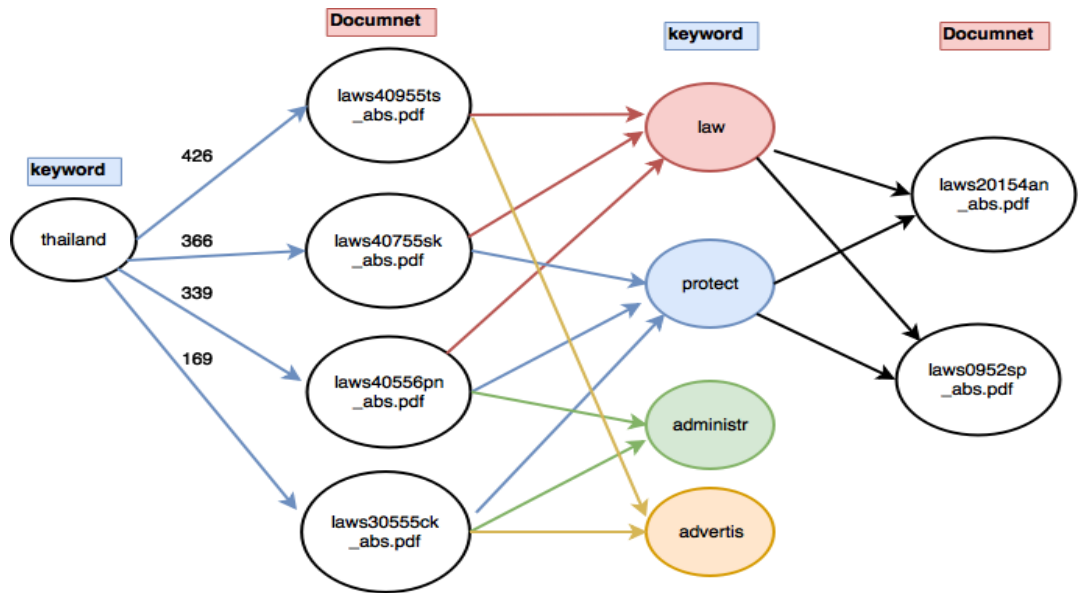 Documnet
keyword
Documnet
laws40955ts
_abs.pdf
law
426
keyword
laws20154an
_abs.pdf
thailand
366
laws40755sk
_abs.pdf
protect
339
169
laws40556pn
_abs.pdf
laws0952sp
_abs.pdf
administr
laws30555ck
_abs.pdf
advertis